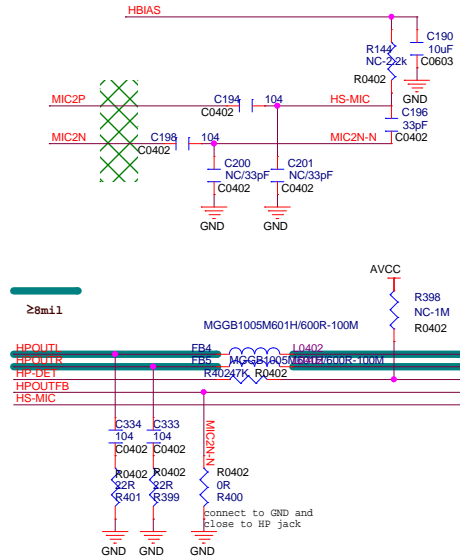 HBIAS
C190
10uF
C0603
R144
NC-2.2k
R0402
GND
MIC2P
C194
104
C0402
HS-MIC
C196
33pF
C0402
MIC2N
C198
104
C0402
MIC2N-N
C200
NC/33pF
C0402
C201
NC/33pF
C0402
GND
GND
≥8mil
AVCC
R398
NC-1M
R0402
MGGB1005M601H/600R-100M
HPOUTL
FB4
L0402
HPOUTR
FB5
MGGB1005M601H/600R-100M
HP-DET
R402
47K
R0402
HPOUTFB
HS-MIC
C334
104
C0402
C333
104
C0402
MIC2N-N
R0402
22R
R401
R0402
22R
R399
R0402
0R
R400
connect to GND and
close to HP jack
GND
GND
GND